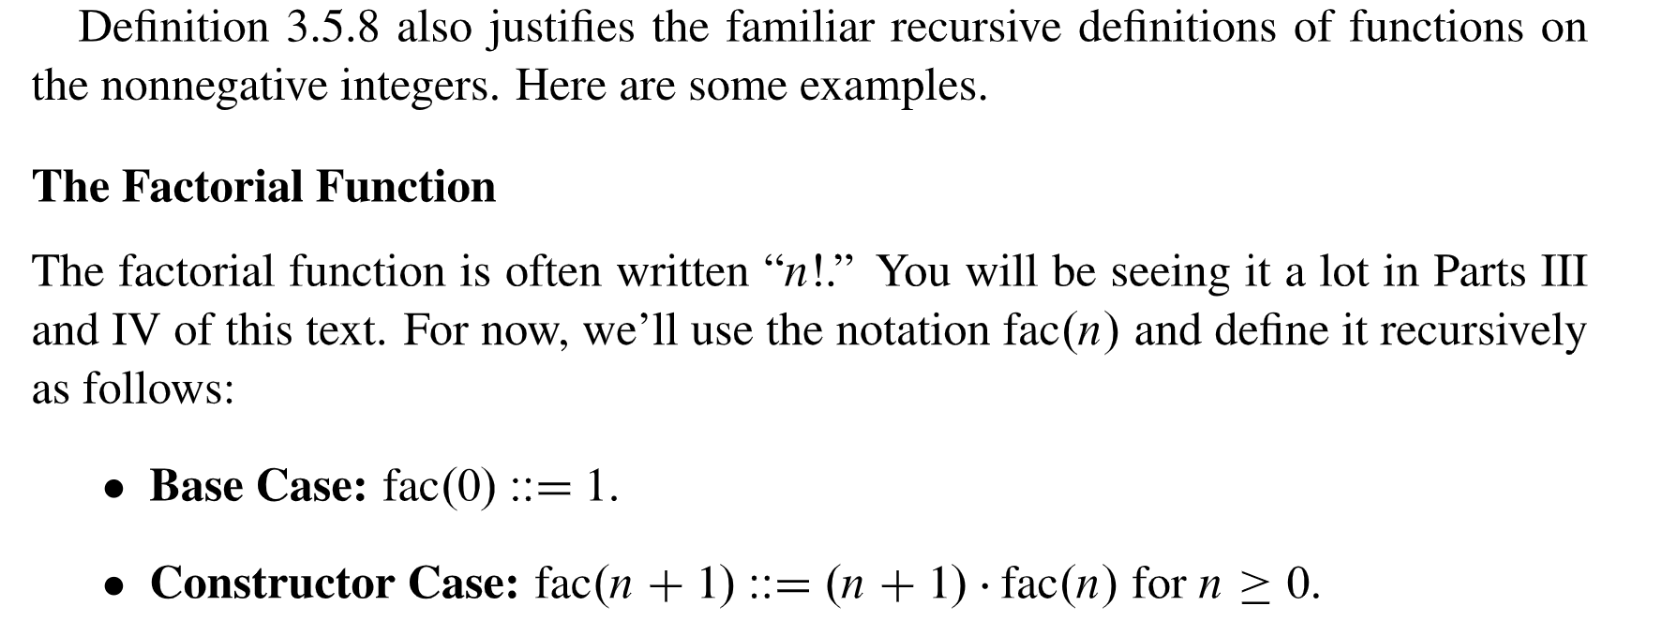 Definition 3.5.8 also justifies the familiar recursive definitions of functions on
the nonnegative integers. Here are some examples.
The Factorial Function
The factorial function is often written “n!.” You will be seeing it a lot in Parts III
and IV of this text. For now, we’ll use the notation fac(n) and define it recursively
as follows:
• Base Case: fac(0) ::= 1.
• Constructor Case: fac(n + 1) ::= (n + 1) · fac(n) for n ≥ 0.